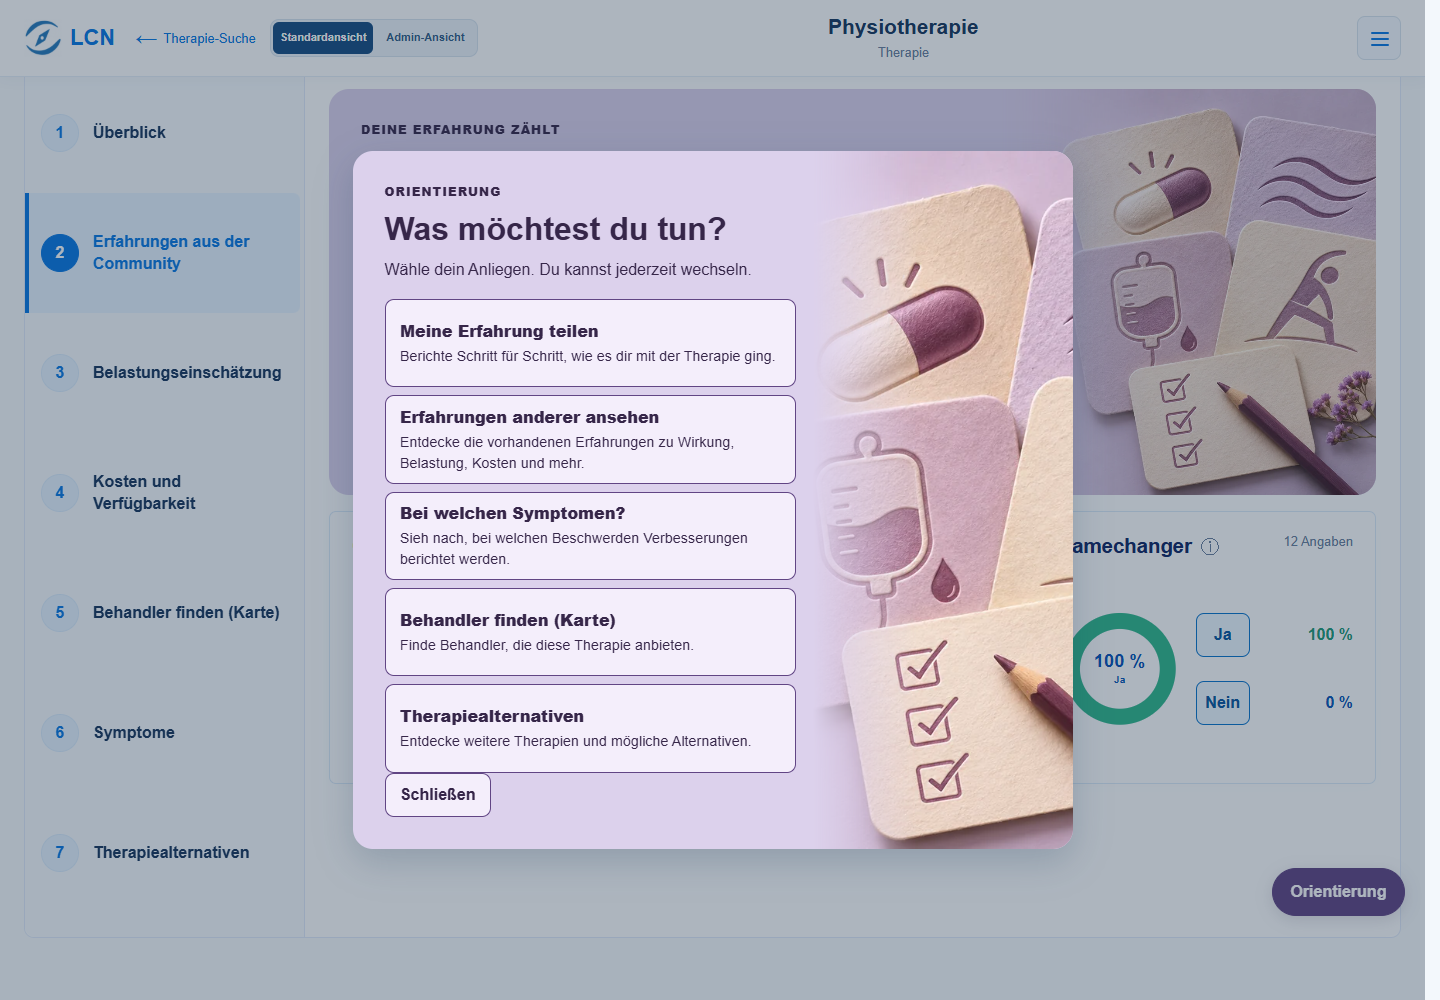 LCN
← Therapie-Suche
Standardansicht
Admin-Ansicht
Physiotherapie
Therapie
1 Überblick
2 Erfahrungen aus der
Community
3 Belastungseinschätzung
4 Kosten und
Verfügbarkeit
5 Behandler finden (Karte)
6 Symptome
7 Therapiealternativen
DEINE ERFAHRUNG ZÄHLT
ORIENTIERUNG
Was möchtest du tun?
Wähle dein Anliegen. Du kannst jederzeit wechseln.
Meine Erfahrung teilen
Berichte Schritt für Schritt, wie es dir mit der Therapie ging.
Erfahrungen anderer ansehen
Entdecke die vorhandenen Erfahrungen zu Wirkung,
Belastung, Kosten und mehr.
Bei welchen Symptomen?
Sieh nach, bei welchen Beschwerden Verbesserungen
berichtet werden.
Behandler finden (Karte)
Finde Behandler, die diese Therapie anbieten.
Therapiealternativen
Entdecke weitere Therapien und mögliche Alternativen.
Schließen
amechanger
12 Angaben
100 %
Ja
Ja
100 %
Nein
0 %
Orientierung